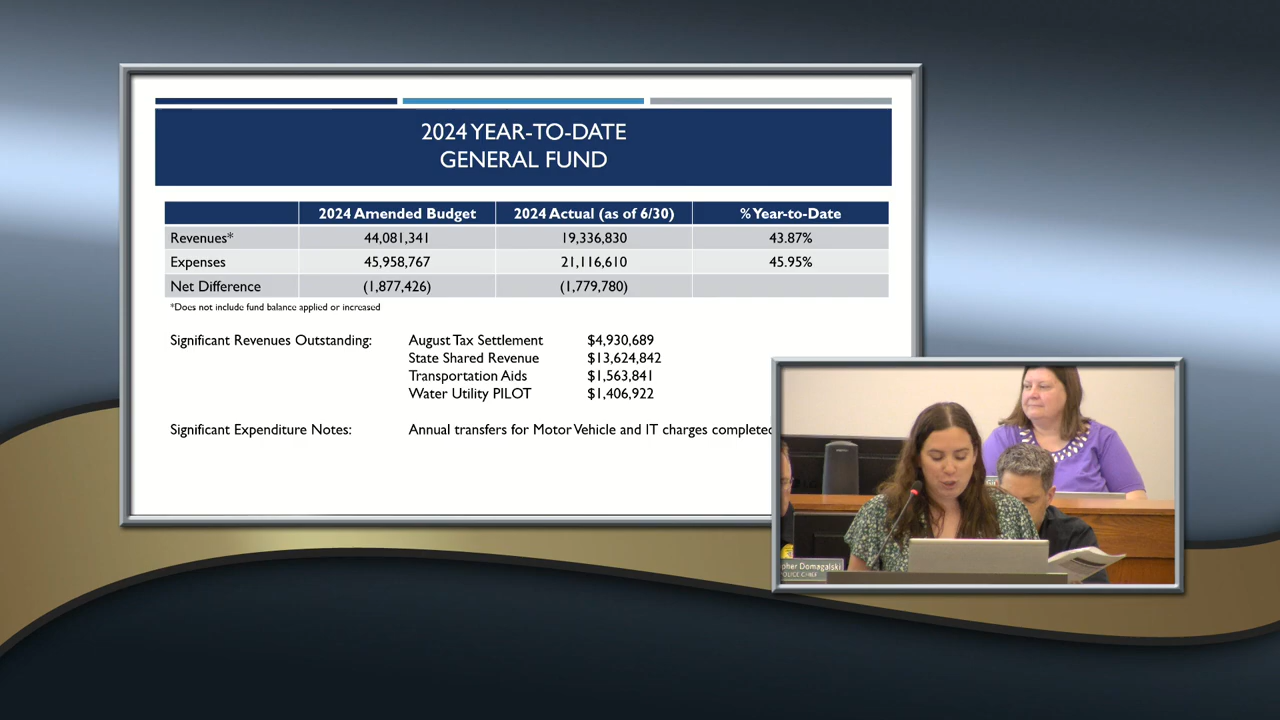 2024 YEAR-TO-DATE
GENERAL FUND
2024 Amended Budget 2024 Actual (as of 6/30) % Year-to-Date
Revenues* 44,081,341 19,336,830 43.87%
Expenses 45,958,767 21,116,610 45.95%
Net Difference (1,877,426) (1,779,780)
*Does not include fund balance applied or increased
Significant Revenues Outstanding: August Tax Settlement $4,930,689
State Shared Revenue $13,624,842
Transportation Aids $1,563,841
Water Utility PILOT $1,406,922
Significant Expenditure Notes: Annual transfers for Motor Vehicle and IT charges completed
pher Domagalski
POLICE CHIEF